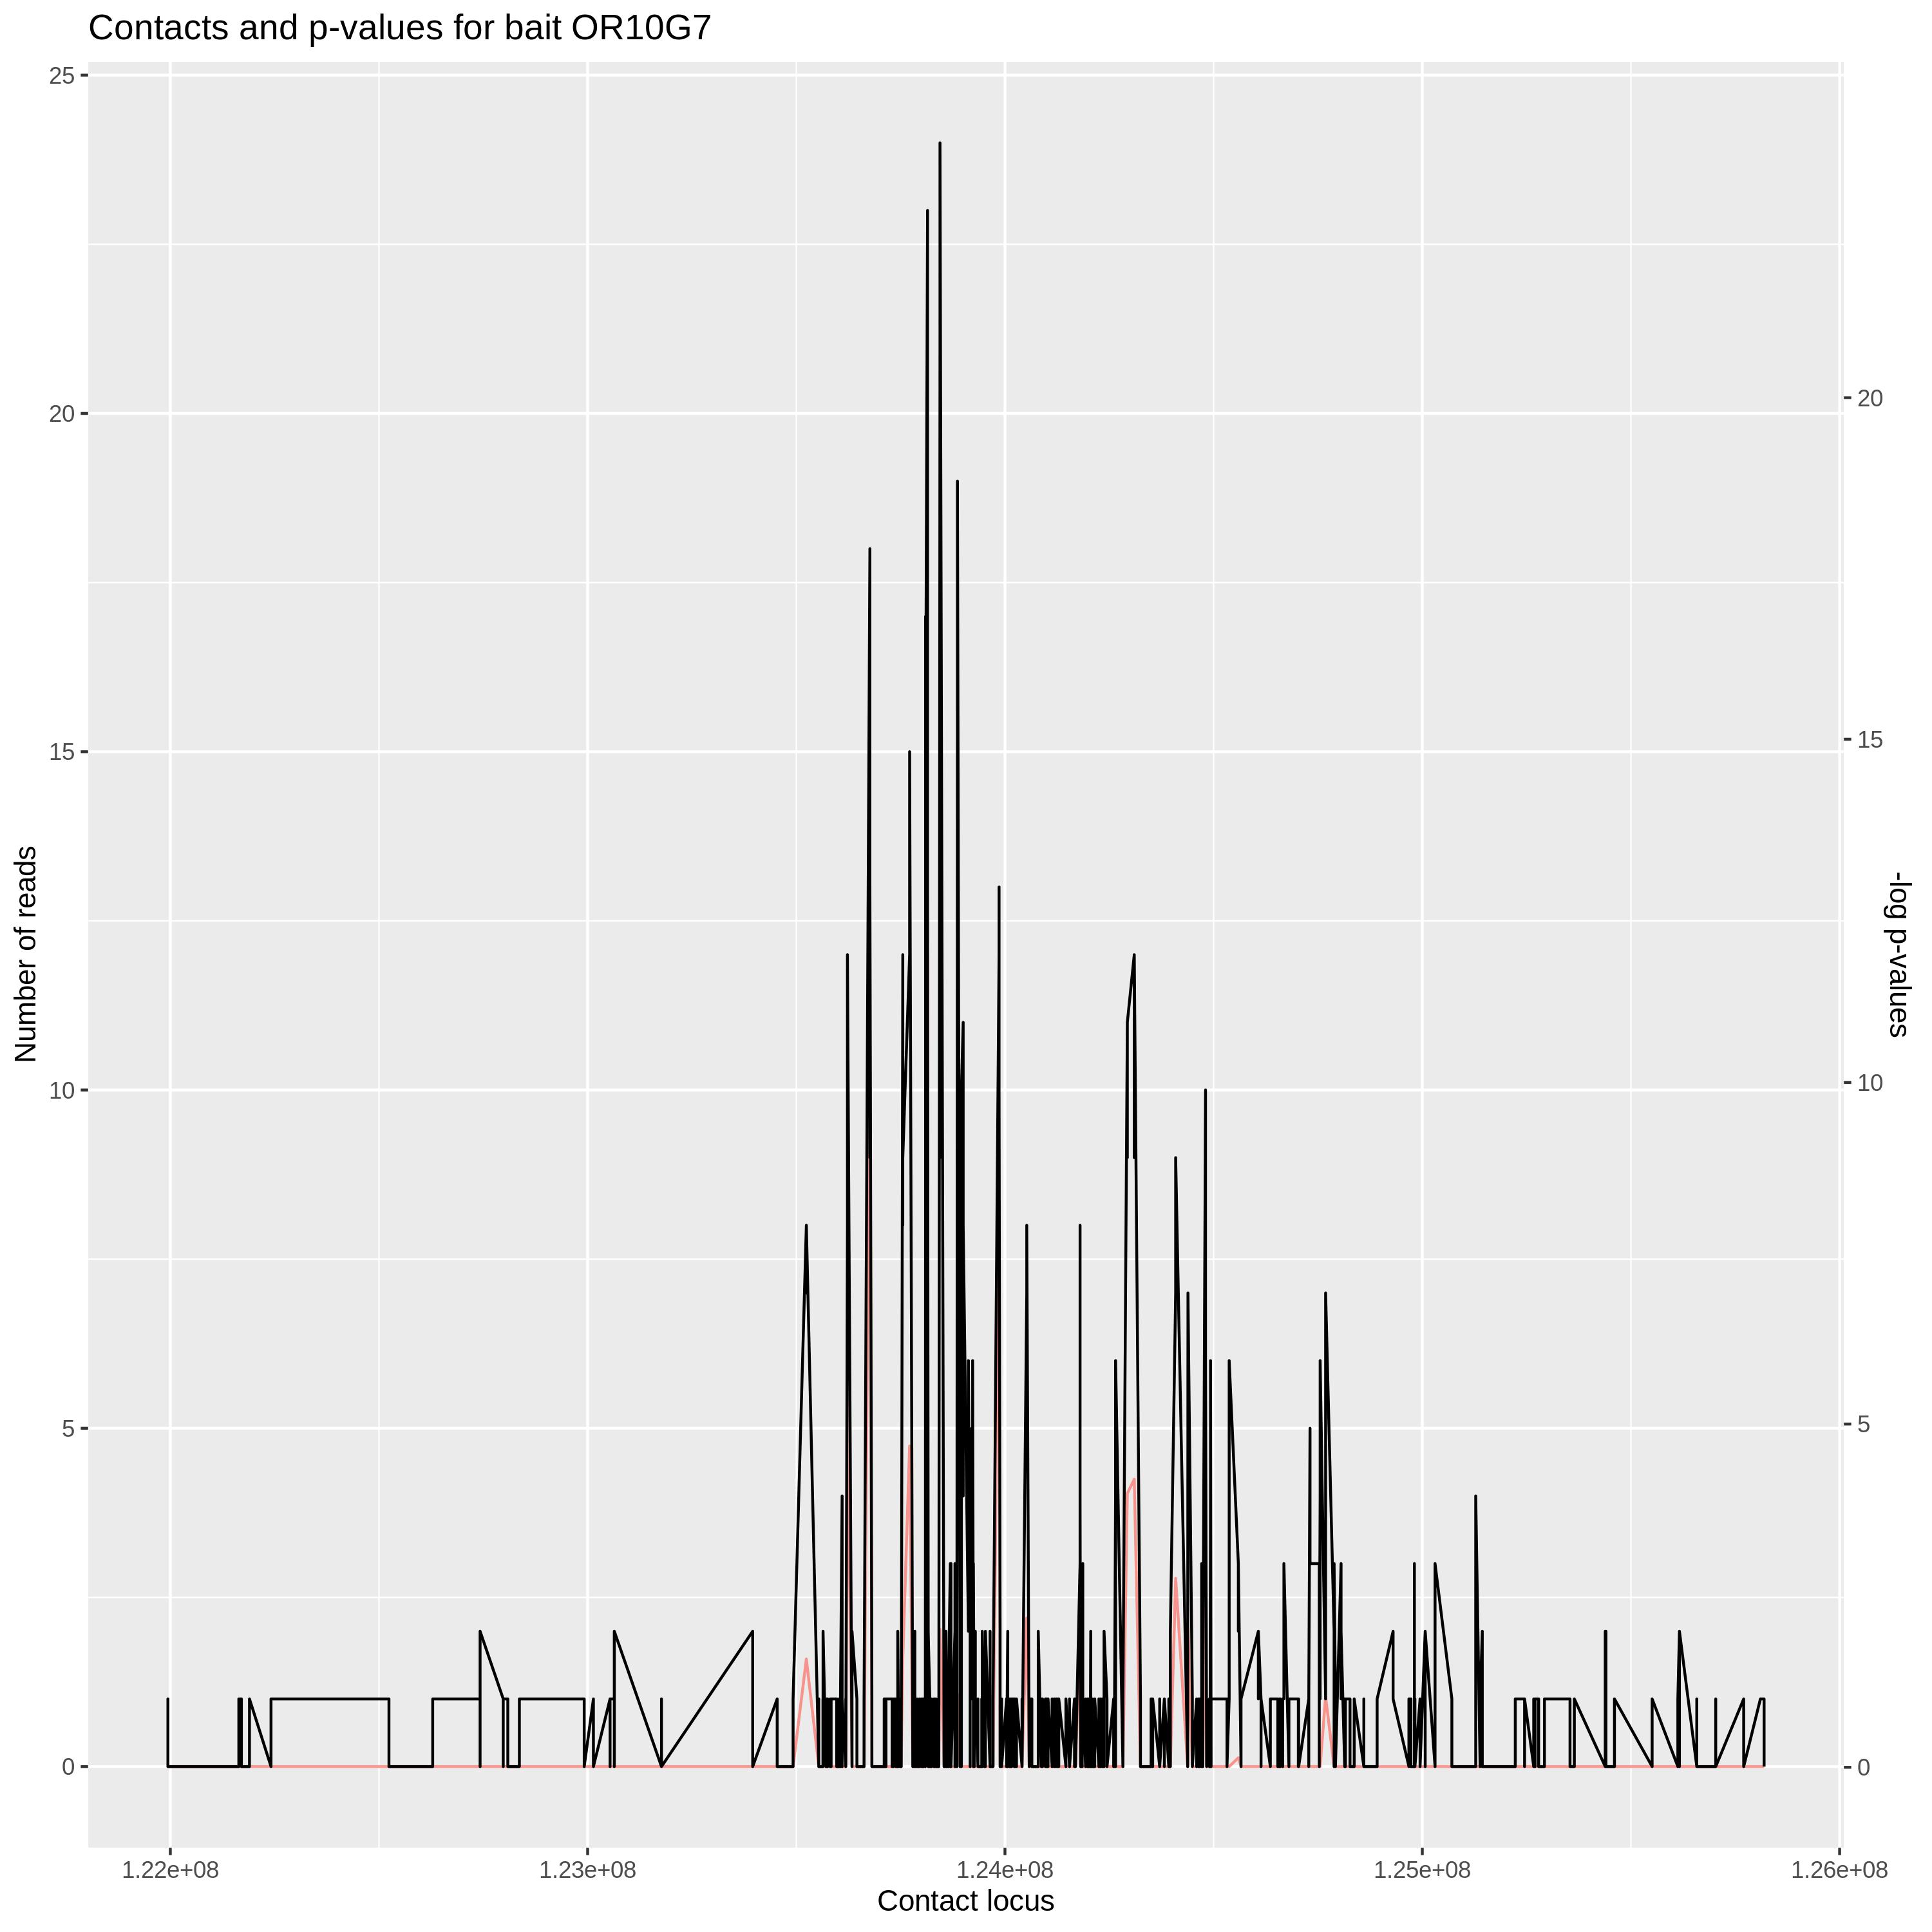 Contacts and p-values for bait OR10G7
25
20
15
10
5
0
Number of reads
20
15
10
5
0
-log p-values
1.22e+08 1.23e+08 1.24e+08 1.25e+08 1.26e+08
Contact locus